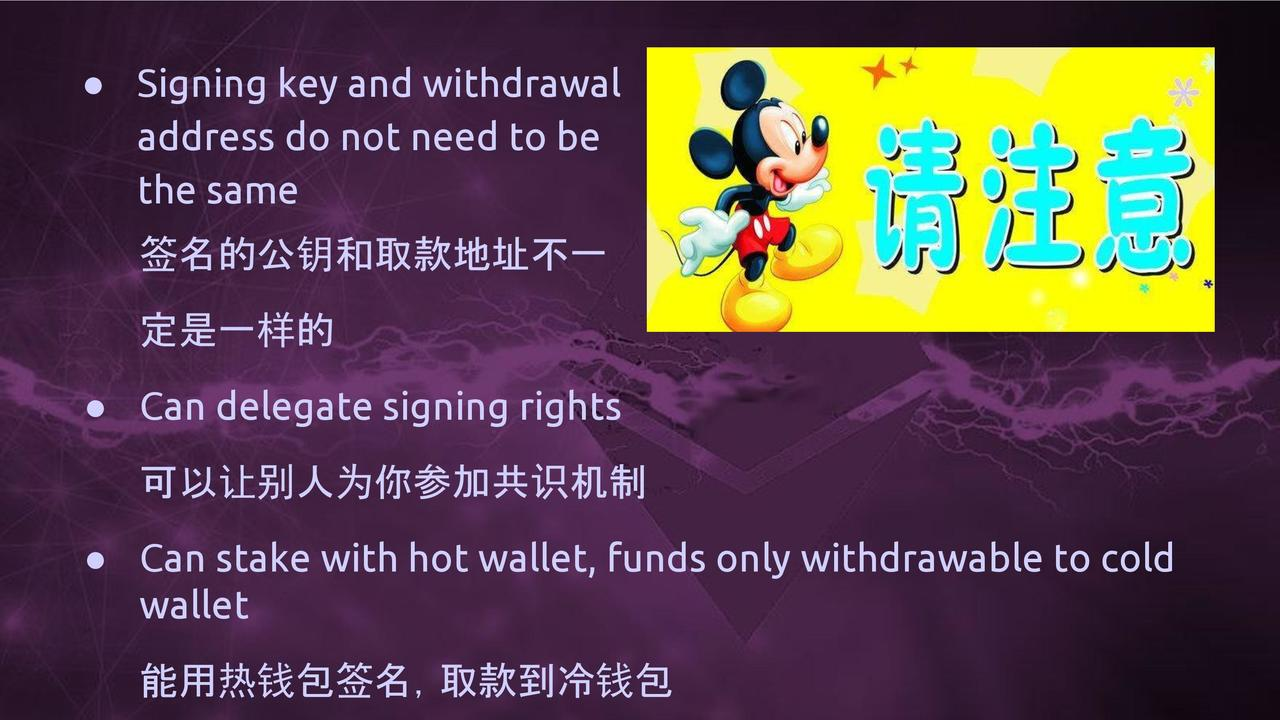 ● Signing key and withdrawal
address do not need to be
the same
签名的公钥和取款地址不一
定是一样的
● Can delegate signing rights
可以让别人为你参加共识机制
● Can stake with hot wallet, funds only withdrawable to cold
wallet
能用热钱包签名，取款到冷钱包
请注意